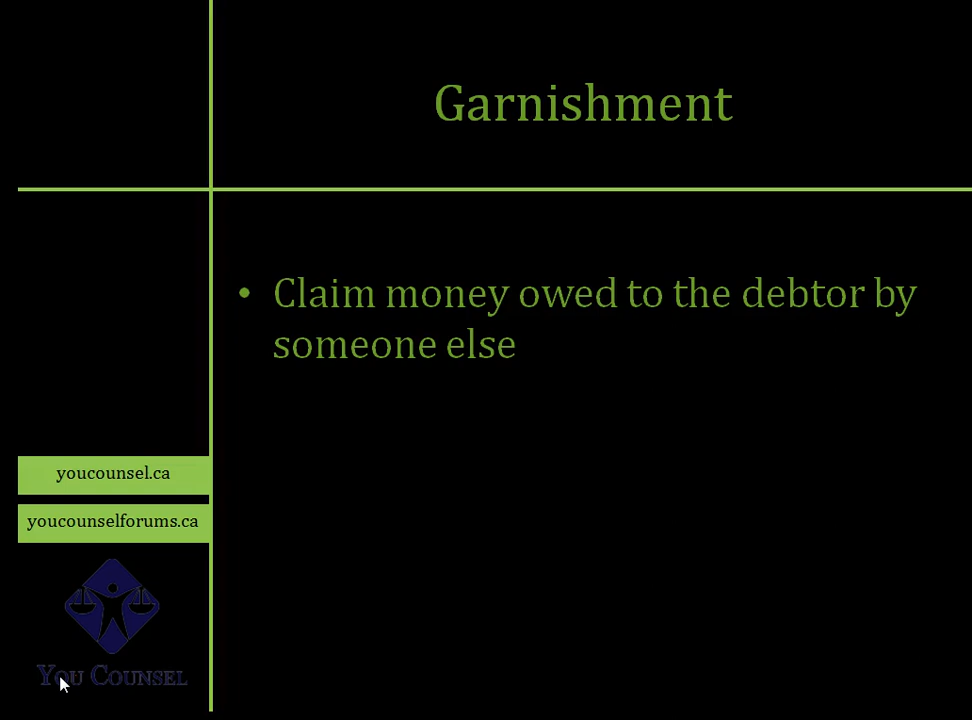 Garnishment
• Claim money owed to the debtor by
someone else
youcounsel.ca
youcounselforums.ca
You Counsel